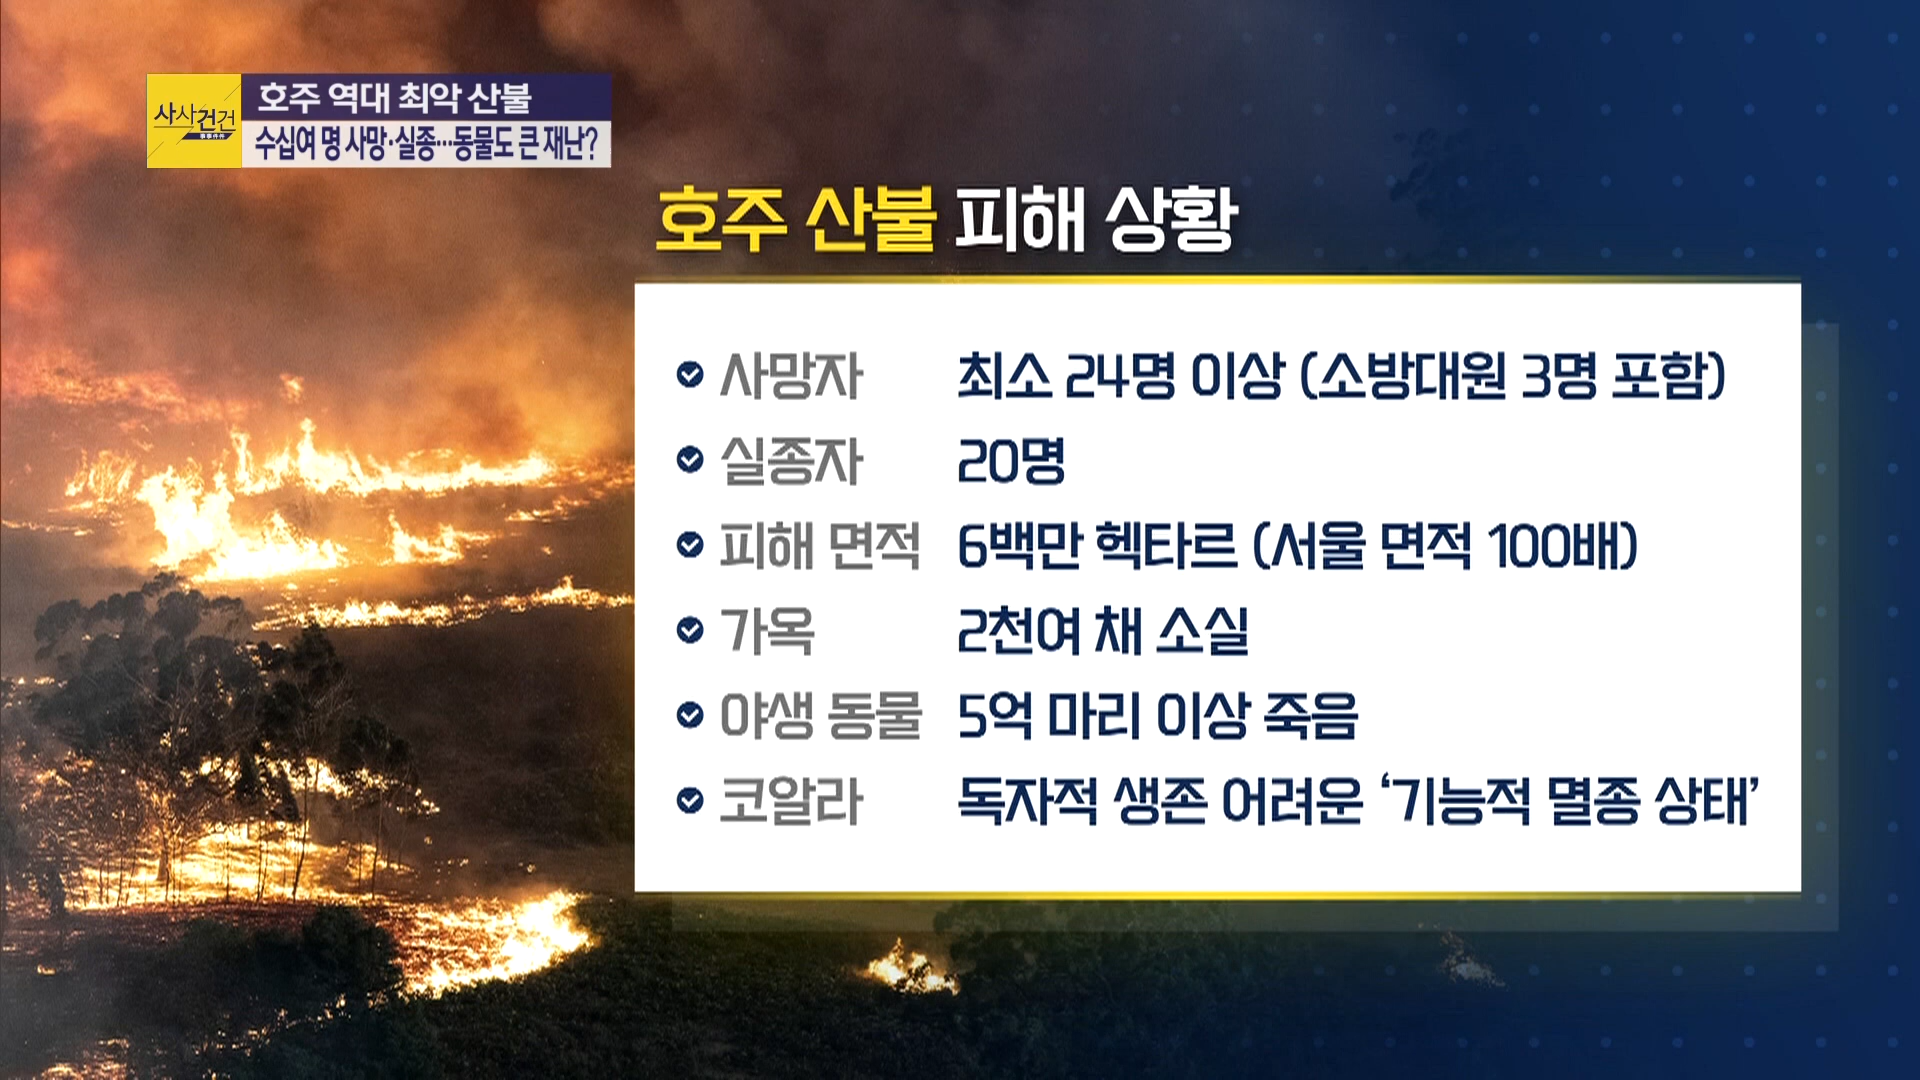 사사건건
事事件件
호주 역대 최악 산불
수십여 명 사망·실종…동물도 큰 재난?
호주 산불 피해 상황
사망자 최소 24명 이상 (소방대원 3명 포함)
실종자 20명
피해 면적 6백만 헥타르 (서울 면적 100배)
가옥 2천여 채 소실
야생 동물 5억 마리 이상 죽음
코알라 독자적 생존 어려운 ‘기능적 멸종 상태’